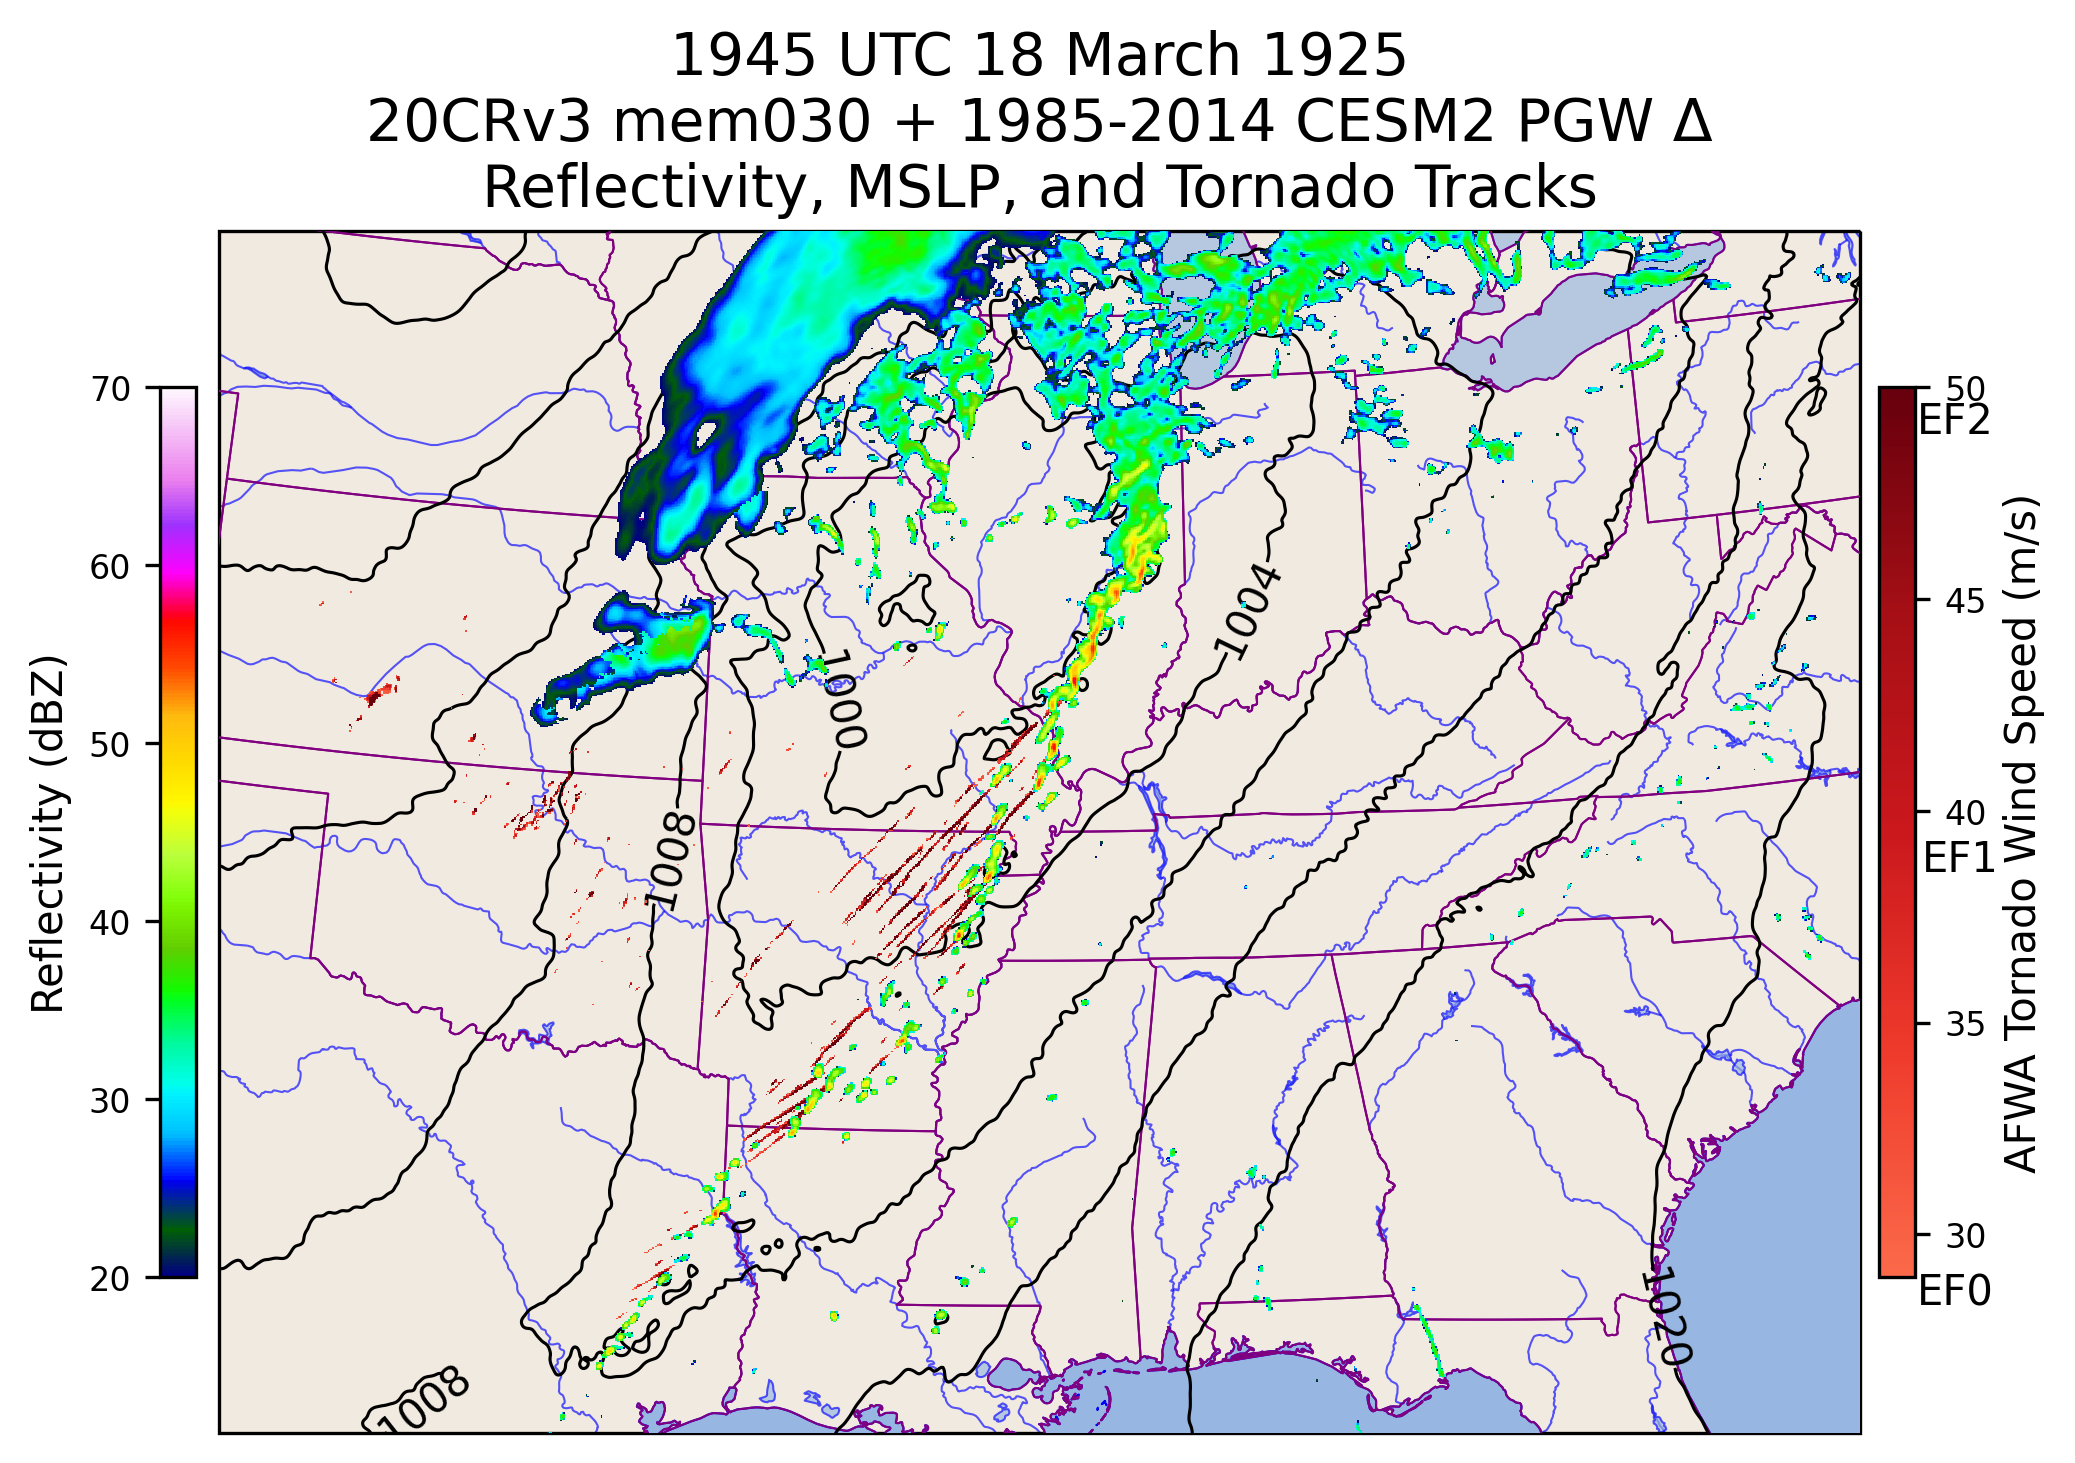 1945 UTC 18 March 1925
20CRv3 mem030 + 1985-2014 CESM2 PGW Δ
Reflectivity, MSLP, and Tornado Tracks
Reflectivity (dBZ)
70
60
50
40
30
20
1004
1000
1008
1008
1020
50
EF2
45
40
EF1
35
30
EF0
AFWA Tornado Wind Speed (m/s)